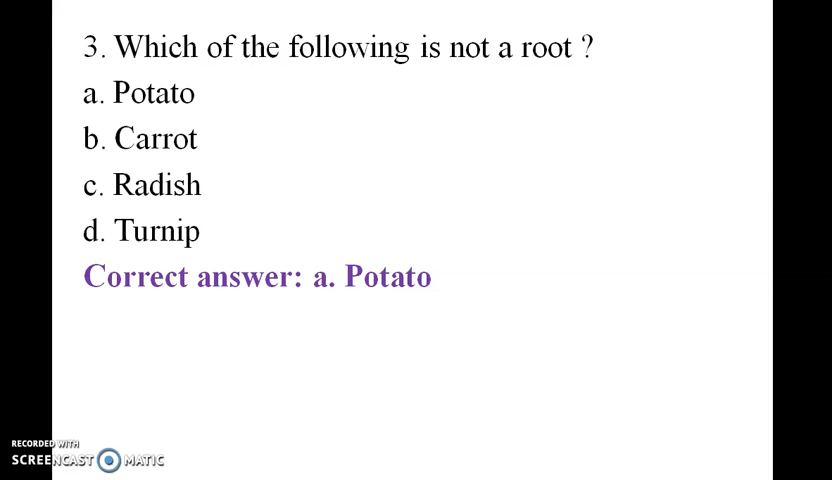 3. Which of the following is not a root ?
a. Potato
b. Carrot
c. Radish
d. Turnip
Correct answer: a. Potato
RECORDED WITH
SCREENCAST MATIC